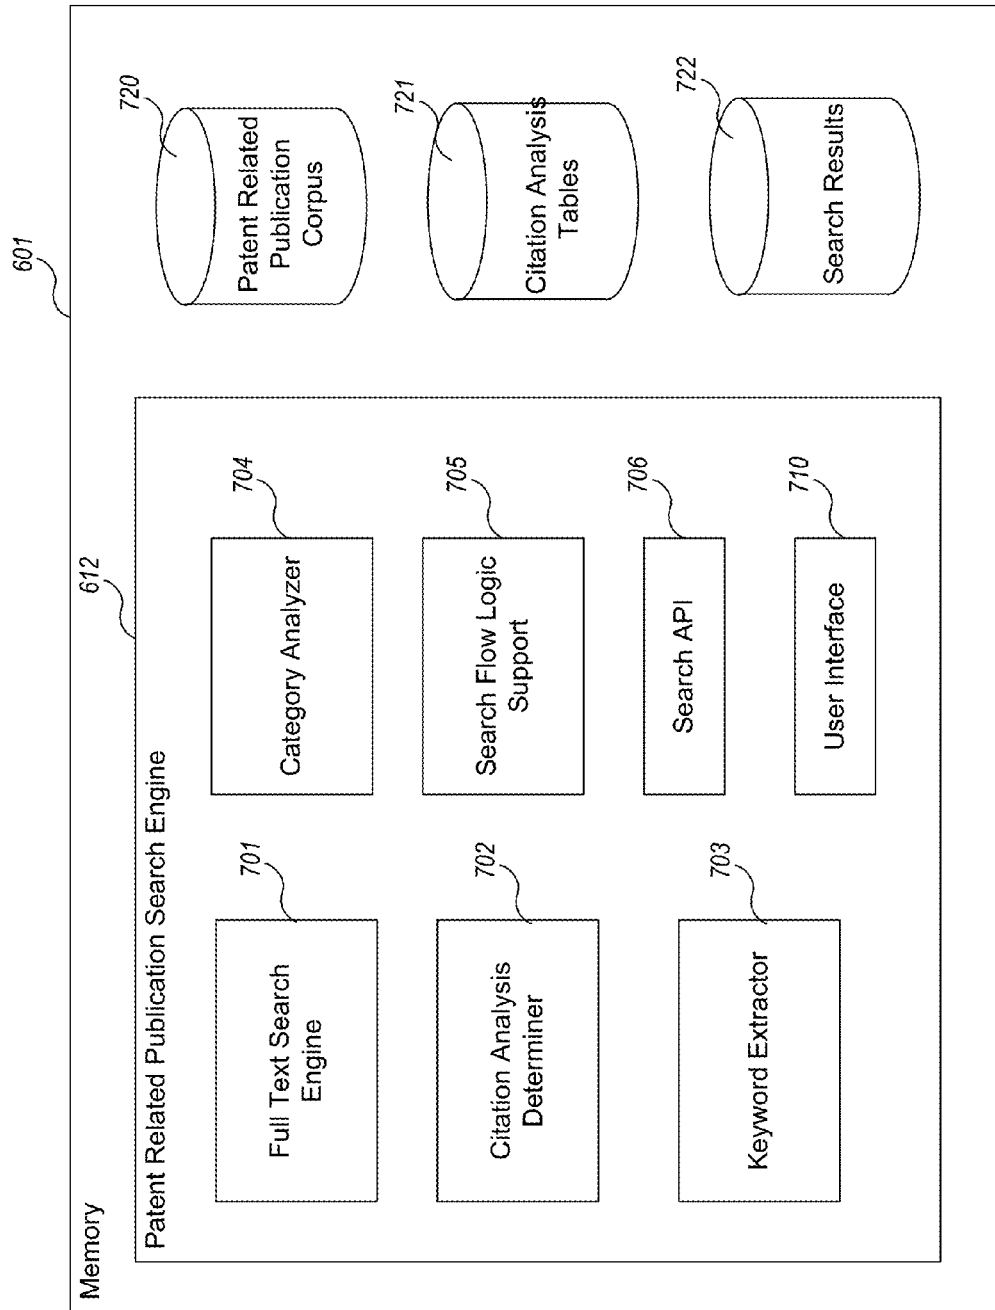 601
Memory
612
Patent Related Publication Search Engine
701
Full Text Search
Engine
702
Citation Analysis
Determiner
703
Keyword Extractor
704
Category Analyzer
705
Search Flow Logic
Support
706
Search API
710
User Interface
720
Patent Related
Publication
Corpus
721
Citation Analysis
Tables
722
Search Results